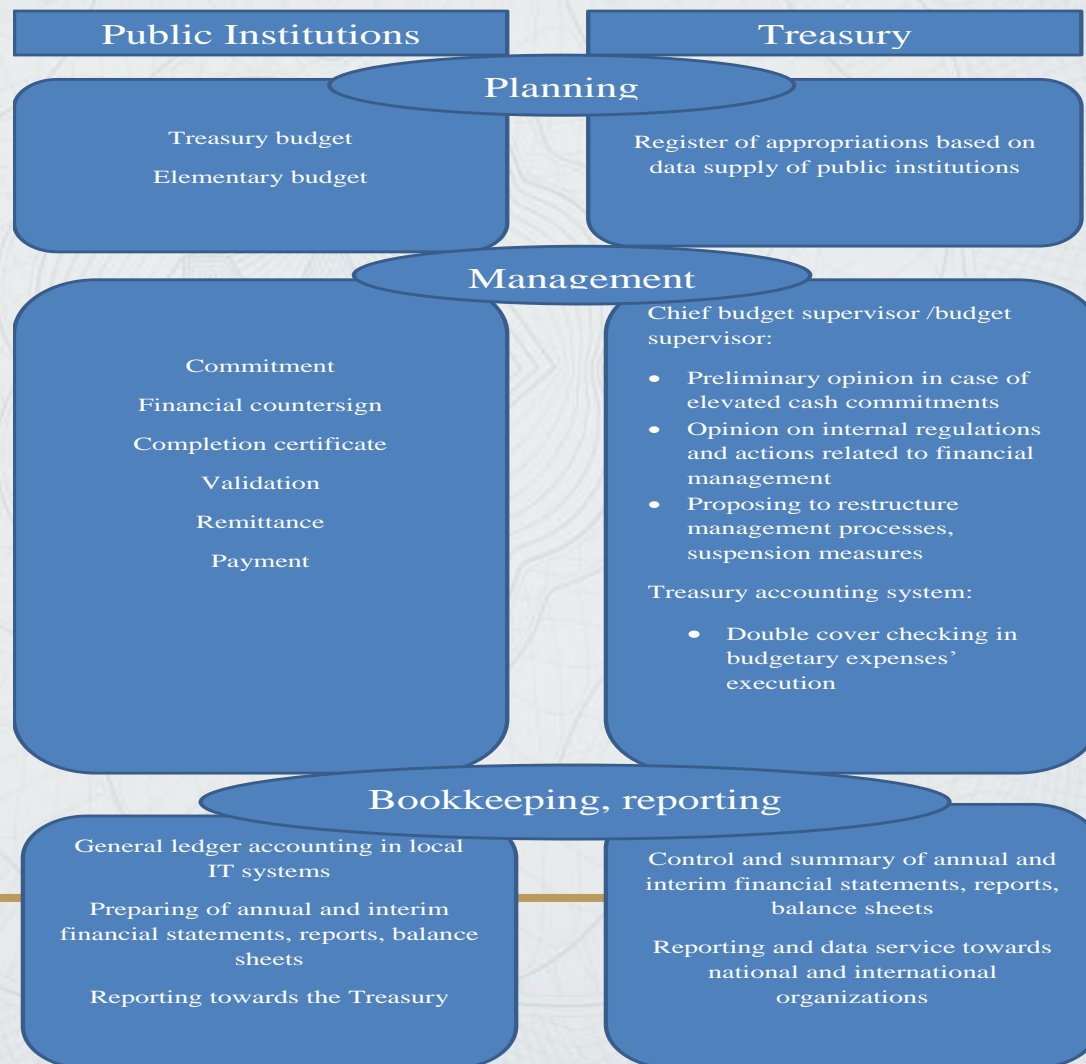 Public Institutions
Treasury
Planning
Treasury budget
Elementary budget
Register of appropriations based on
data supply of public institutions
Management
Commitment
Financial countersign
Completion certificate
Validation
Remittance
Payment
Chief budget supervisor /budget
supervisor:
• Preliminary opinion in case of
elevated cash commitments
• Opinion on internal regulations
and actions related to financial
management
• Proposing to restructure
management processes,
suspension measures
Treasury accounting system:
• Double cover checking in
budgetary expenses’
execution
Bookkeeping, reporting
General ledger accounting in local
IT systems
Preparing of annual and interim
financial statements, reports, balance
sheets
Reporting towards the Treasury
Control and summary of annual and
interim financial statements, reports,
balance sheets
Reporting and data service towards
national and international
organizations